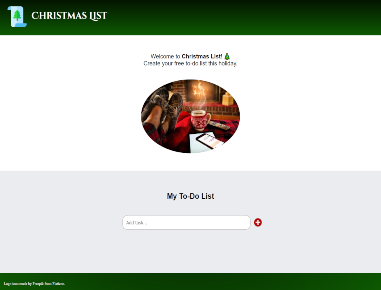 CHRISTMAS LIST
Welcome to Christmas List! 🎄
Create your free to do list this holiday.
My To-Do List
Add task...
Logo icon made by Freepik from Flaticon.